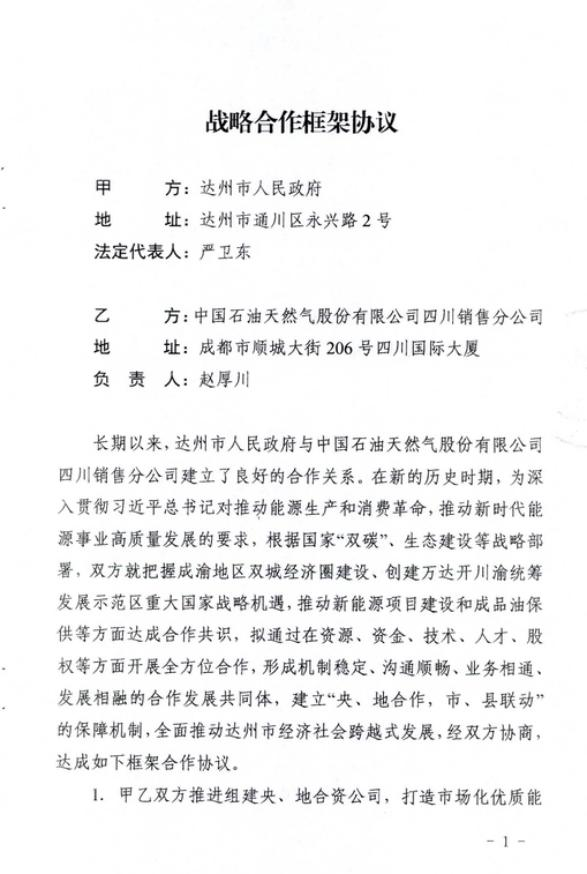 战略合作框架协议
甲方：达州市人民政府
地址：达州市通川区永兴路2号
法定代表人：严卫东
乙方：中国石油天然气股份有限公司四川销售分公司
地址：成都市顺城大街206号四川国际大厦
负责人：赵厚川
长期以来，达州市人民政府与中国石油天然气股份有限公司
四川销售分公司建立了良好的合作关系。在新的历史时期，为深
入贯彻习近平总书记对推动能源生产和消费革命，推动新时代能
源事业高质量发展的要求，根据国家“双碳”、生态建设等战略部
署，双方就把握成渝地区双城经济圈建设、创建万达开川渝统筹
发展示范区重大国家战略机遇，推动新能源项目建设和成品油保
供等方面达成合作共识，拟通过在资源、资金、技术、人才、股
权等方面开展全方位合作，形成机制稳定、沟通顺畅、业务相通、
发展相融的合作发展共同体，建立“央、地合作，市、县联动”
的保障机制，全面推动达州市经济社会跨越式发展，经双方协商，
达成如下框架合作协议。
1. 甲乙双方推进组建央、地合资公司，打造市场化优质能
- 1 -